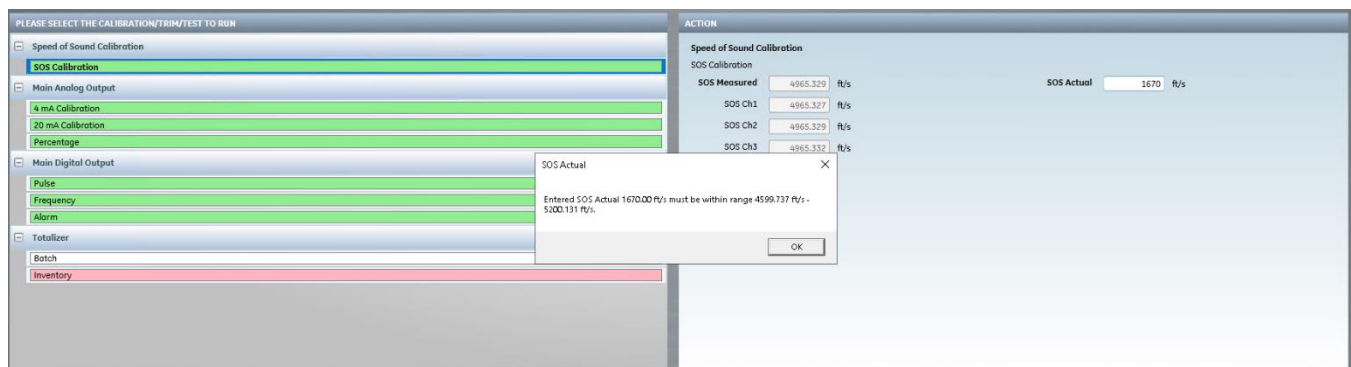 PLEASE SELECT THE CALIBRATION/TRIM/TEST TO RUN
Speed of Sound Calibration
SOS Calibration
Main Analog Output
4 mA Calibration
20 mA Calibration
Percentage
Main Digital Output
Pulse
Frequency
Alarm
Totalizer
Batch
Inventory
ACTION
Speed of Sound Calibration
SOS Calibration
SOS Measured 4965.329 ft/s SOS Actual 1670 ft/s
SOS Ch1 4965.327 ft/s
SOS Ch2 4965.329 ft/s
SOS Ch3 4965.332 ft/s
SOS Actual
Entered SOS Actual 1670.00 ft/s must be within range 4599.737 ft/s -
5200.131 ft/s.
OK